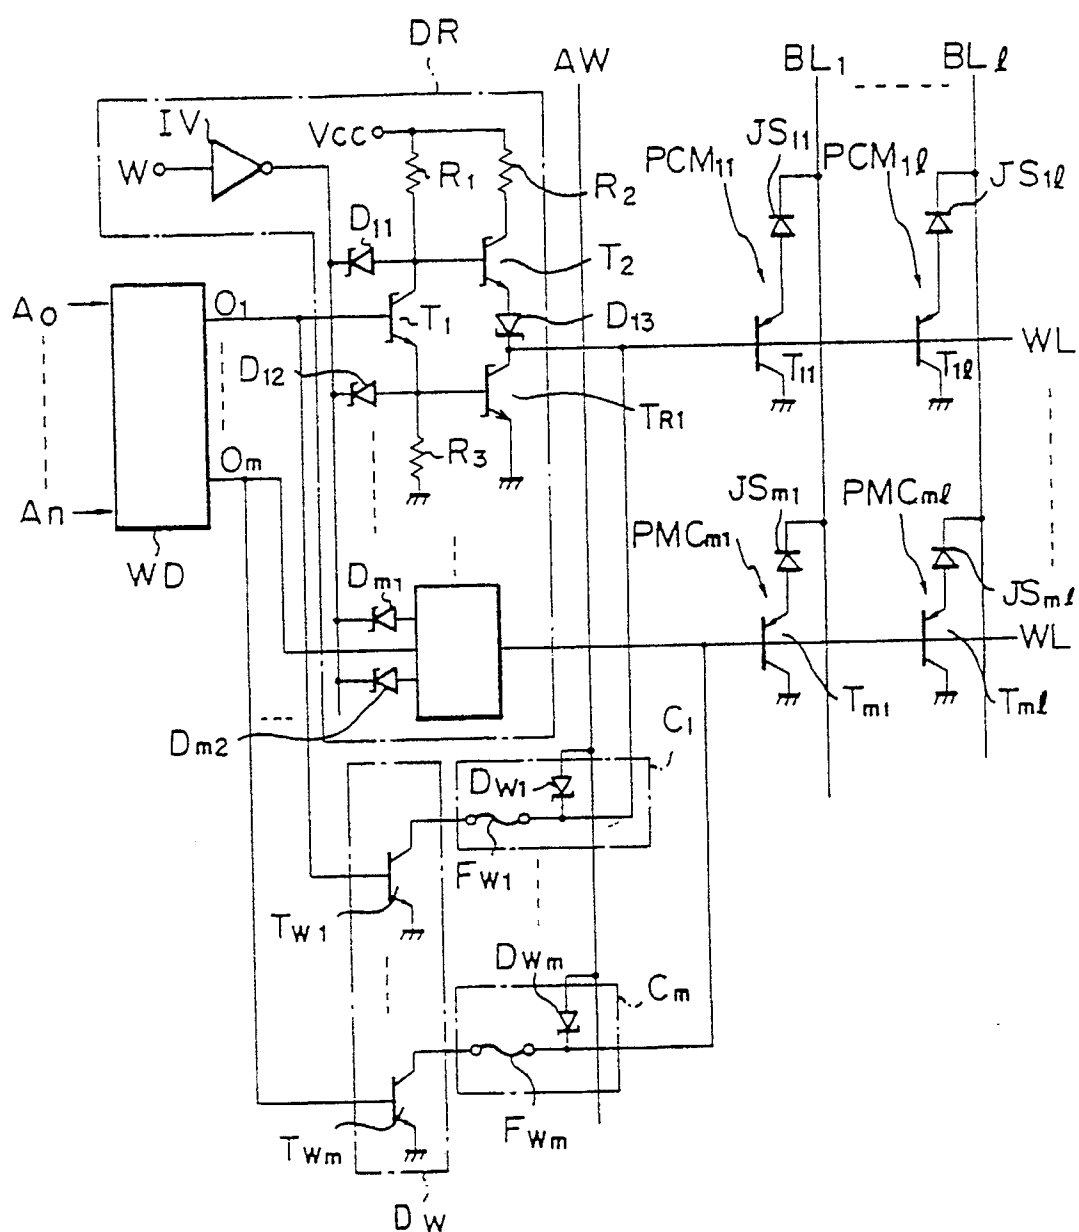 DR
AW
BL1
BLℓ
IV
W
VCC
R1
R2
PCM11
JS11
PCM1ℓ
JS1ℓ
D11
T2
A0
O1
T1
D13
WL
D12
T11
T1ℓ
TR1
R3
Om
An
WD
JSm1
PMCmℓ
PMCm1
Dm1
JSmℓ
WL
Tm1
Tmℓ
Dm2
C1
DW1
FW1
TW1
DWm
Cm
FWm
TWm
DW